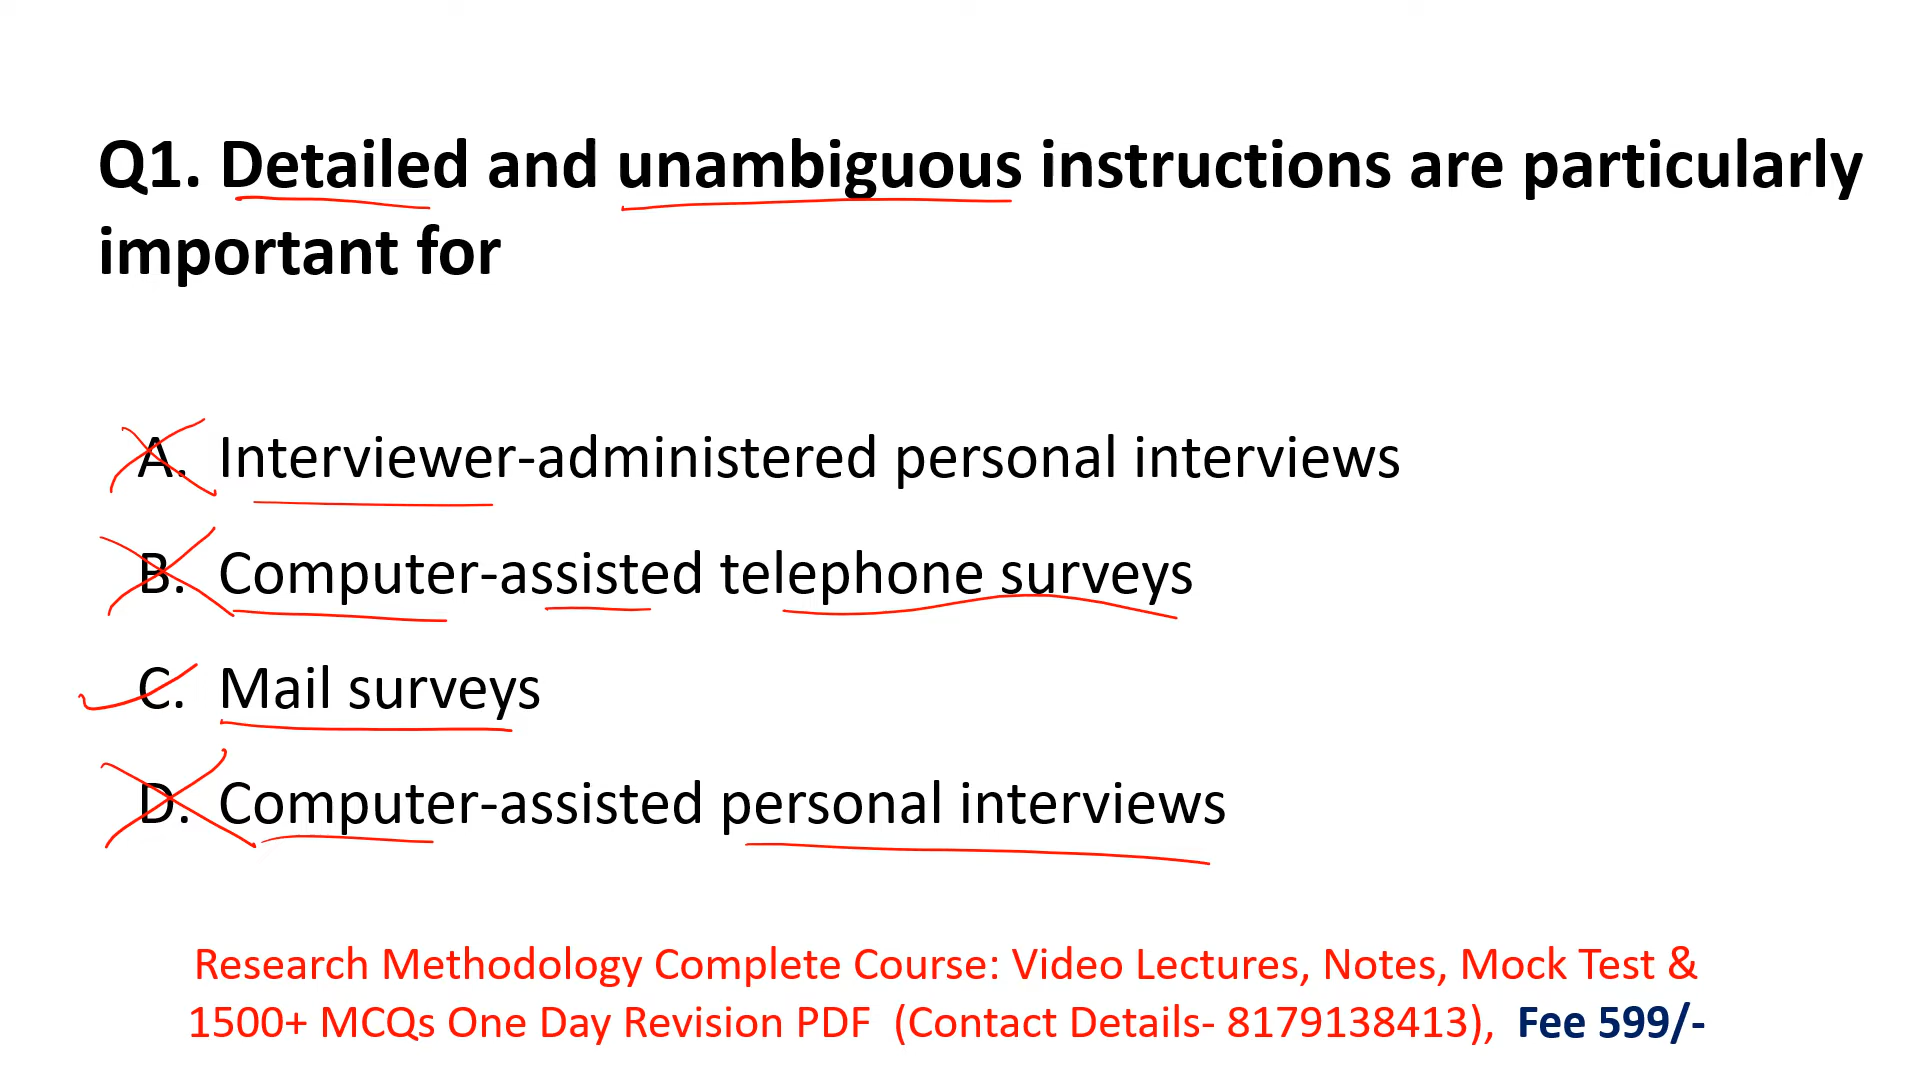 Q1. Detailed and unambiguous instructions are particularly
important for
A. Interviewer-administered personal interviews
B. Computer-assisted telephone surveys
C. Mail surveys
D. Computer-assisted personal interviews
Research Methodology Complete Course: Video Lectures, Notes, Mock Test &
1500+ MCQs One Day Revision PDF (Contact Details- 8179138413), Fee 599/-